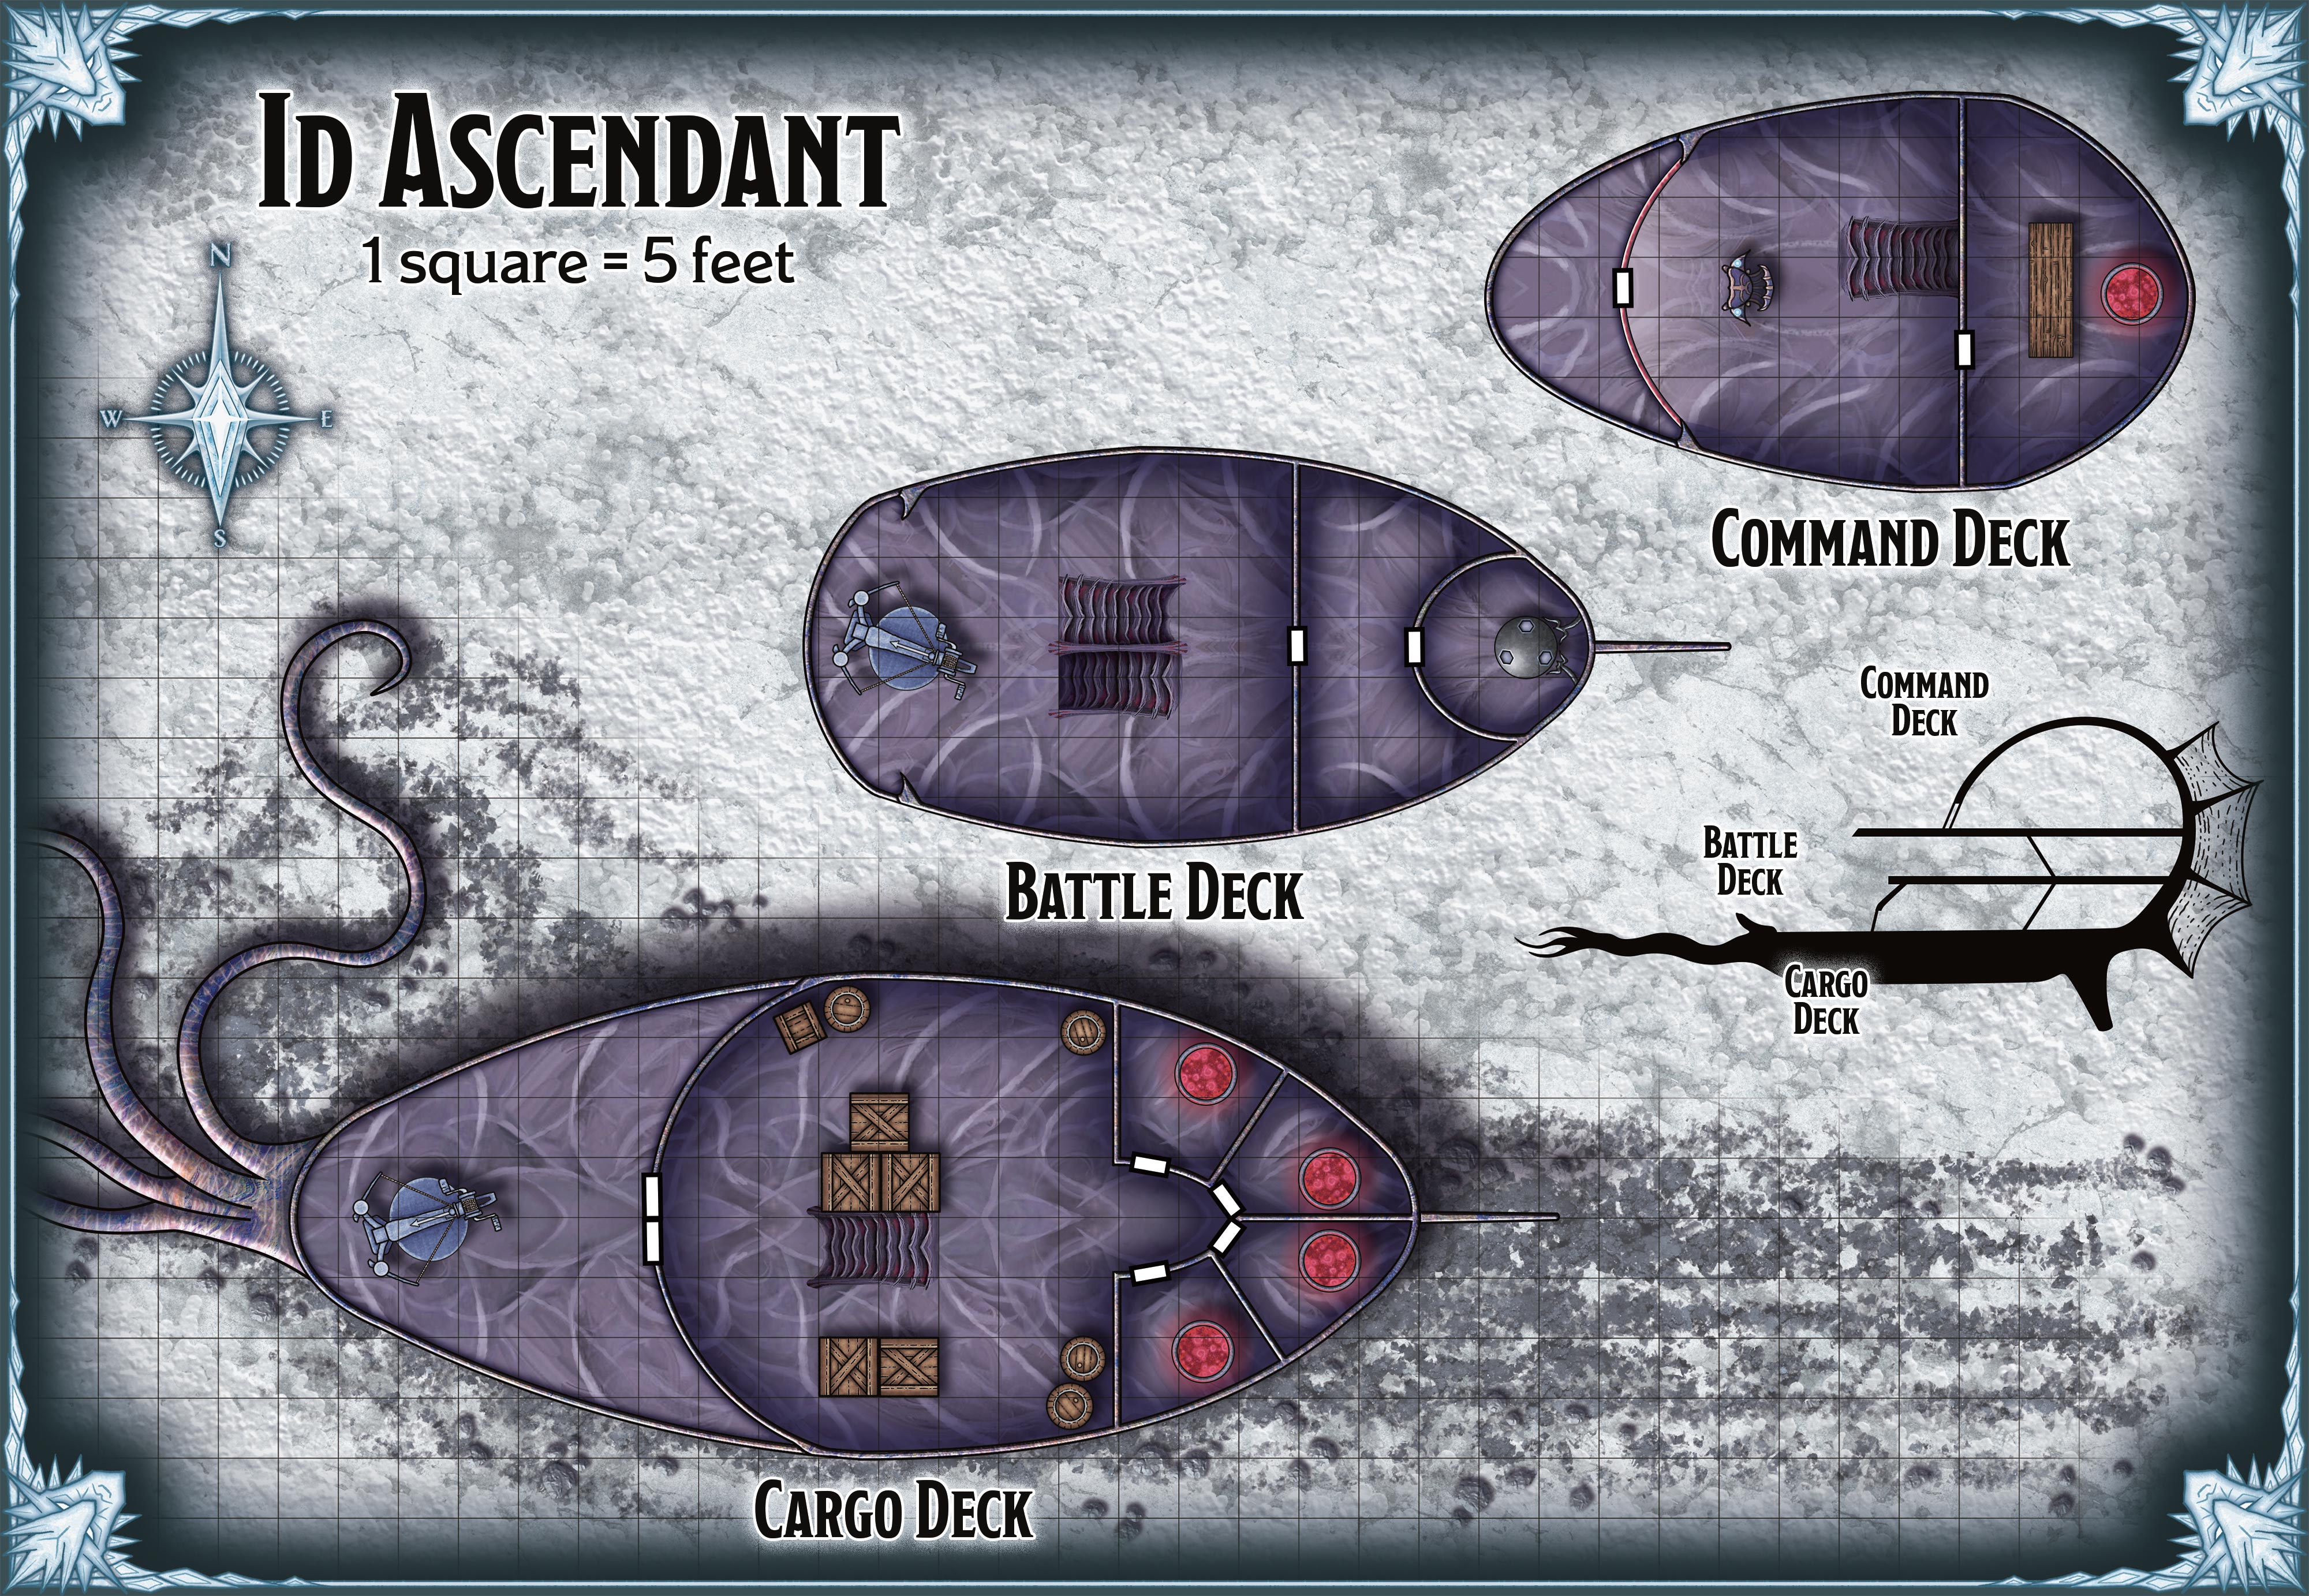 ID ASCENDANT
1 square = 5 feet
N
W E
S
COMMAND DECK
COMMAND
DECK
BATTLE
DECK
BATTLE DECK
CARGO
DECK
CARGO DECK